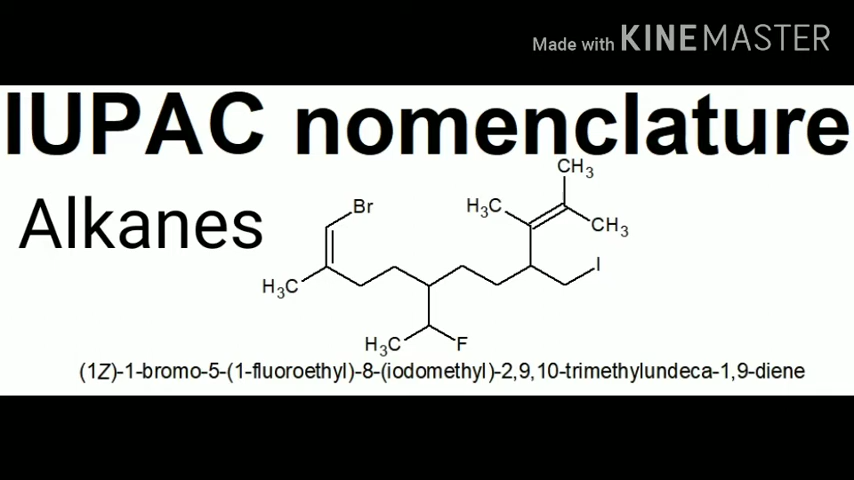 Made with KINEMASTER
IUPAC nomenclature
Alkanes
CH3
Br
H3C
CH3
H3C
I
H3C
F
(1Z)-1-bromo-5-(1-fluoroethyl)-8-(iodomethyl)-2,9,10-trimethylundeca-1,9-diene